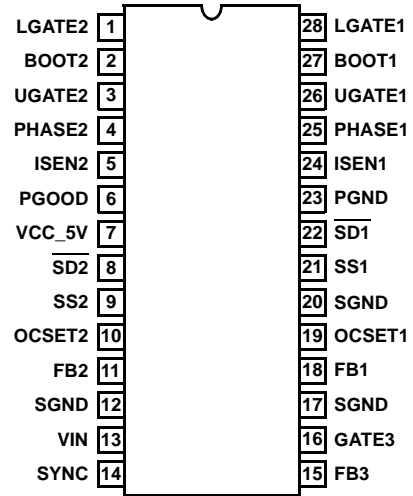 LGATE2 1 28 LGATE1
BOOT2 2 27 BOOT1
UGATE2 3 26 UGATE1
PHASE2 4 25 PHASE1
ISEN2 5 24 ISEN1
PGOOD 6 23 PGND
VCC_5V 7 22 SD1
SD2 8 21 SS1
SS2 9 20 SGND
OCSET2 10 19 OCSET1
FB2 11 18 FB1
SGND 12 17 SGND
VIN 13 16 GATE3
SYNC 14 15 FB3